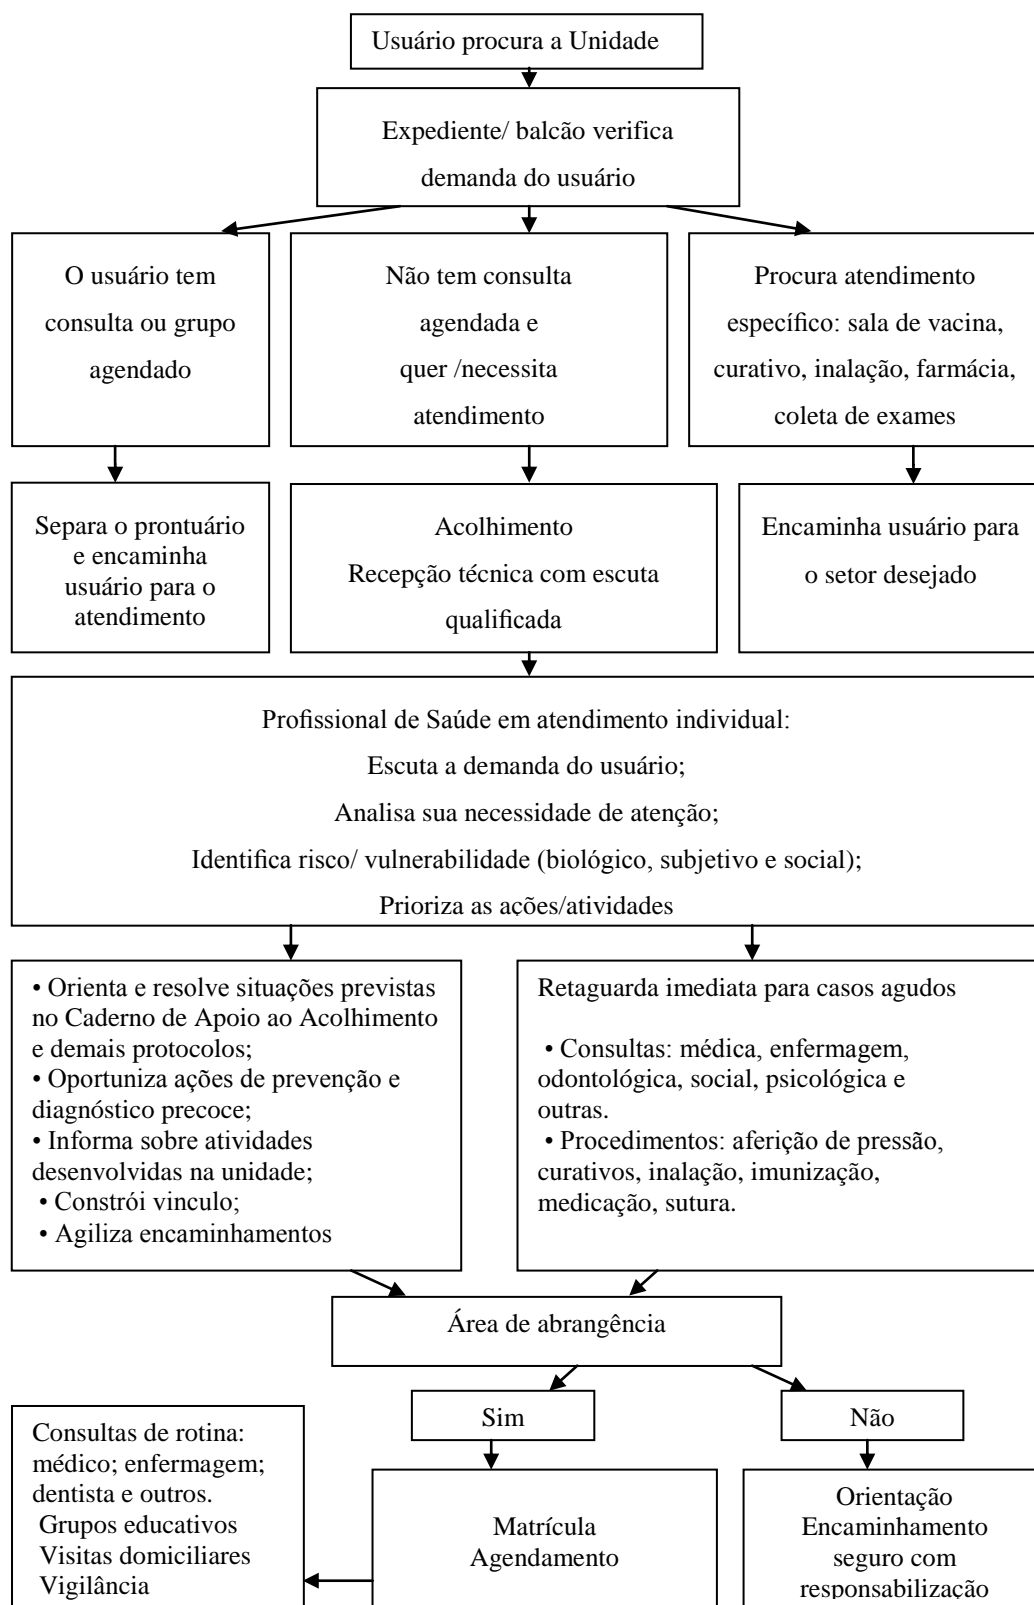 Usuário procura a Unidade
Expediente/ balcão verifica
demanda do usuário
O usuário tem
consulta ou grupo
agendado
Não tem consulta
agendada e
quer /necessita
atendimento
Procura atendimento
específico: sala de vacina,
curativo, inalação, farmácia,
coleta de exames
Separa o prontuário
e encaminha
usuário para o
atendimento
Acolhimento
Recepção técnica com escuta
qualificada
Encaminha usuário para
o setor desejado
Profissional de Saúde em atendimento individual:
Escuta a demanda do usuário;
Analisa sua necessidade de atenção;
Identifica risco/ vulnerabilidade (biológico, subjetivo e social);
Prioriza as ações/atividades
• Orienta e resolve situações previstas
no Caderno de Apoio ao Acolhimento
e demais protocolos;
• Oportuniza ações de prevenção e
diagnóstico precoce;
• Informa sobre atividades
desenvolvidas na unidade;
• Constrói vinculo;
• Agiliza encaminhamentos
Retaguarda imediata para casos agudos
• Consultas: médica, enfermagem,
odontológica, social, psicológica e
outras.
• Procedimentos: aferição de pressão,
curativos, inalação, imunização,
medicação, sutura.
Área de abrangência
Sim
Não
Consultas de rotina:
médico; enfermagem;
dentista e outros.
Grupos educativos
Visitas domiciliares
Vigilância
Matrícula
Agendamento
Orientação
Encaminhamento
seguro com
responsabilização